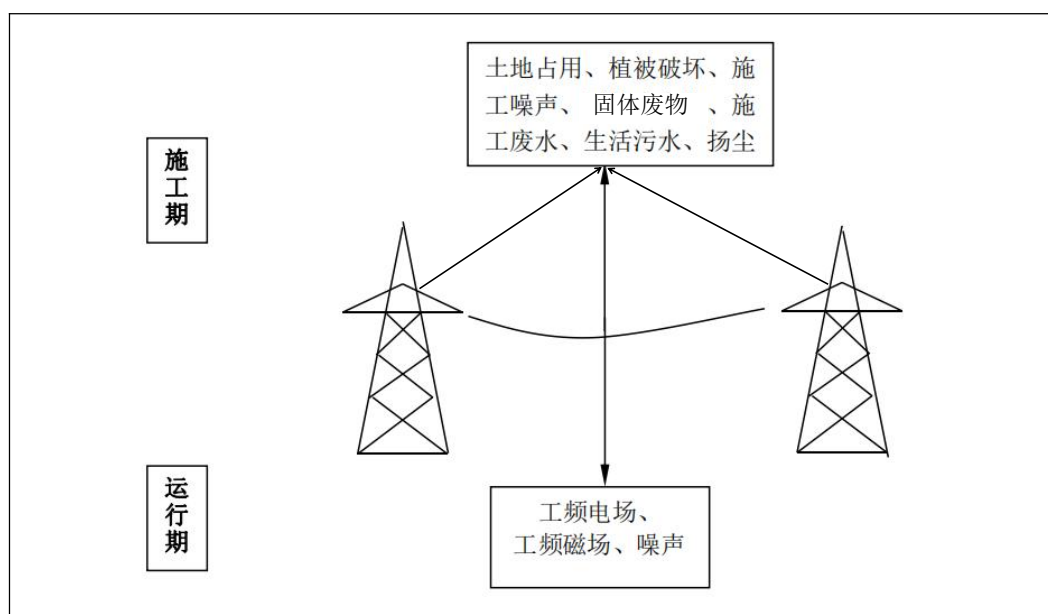 土地占用、植被破坏、施
工噪声、 固体废物 、施
工废水、生活污水、扬尘
施工期
运行期
工频电场、
工频磁场、噪声